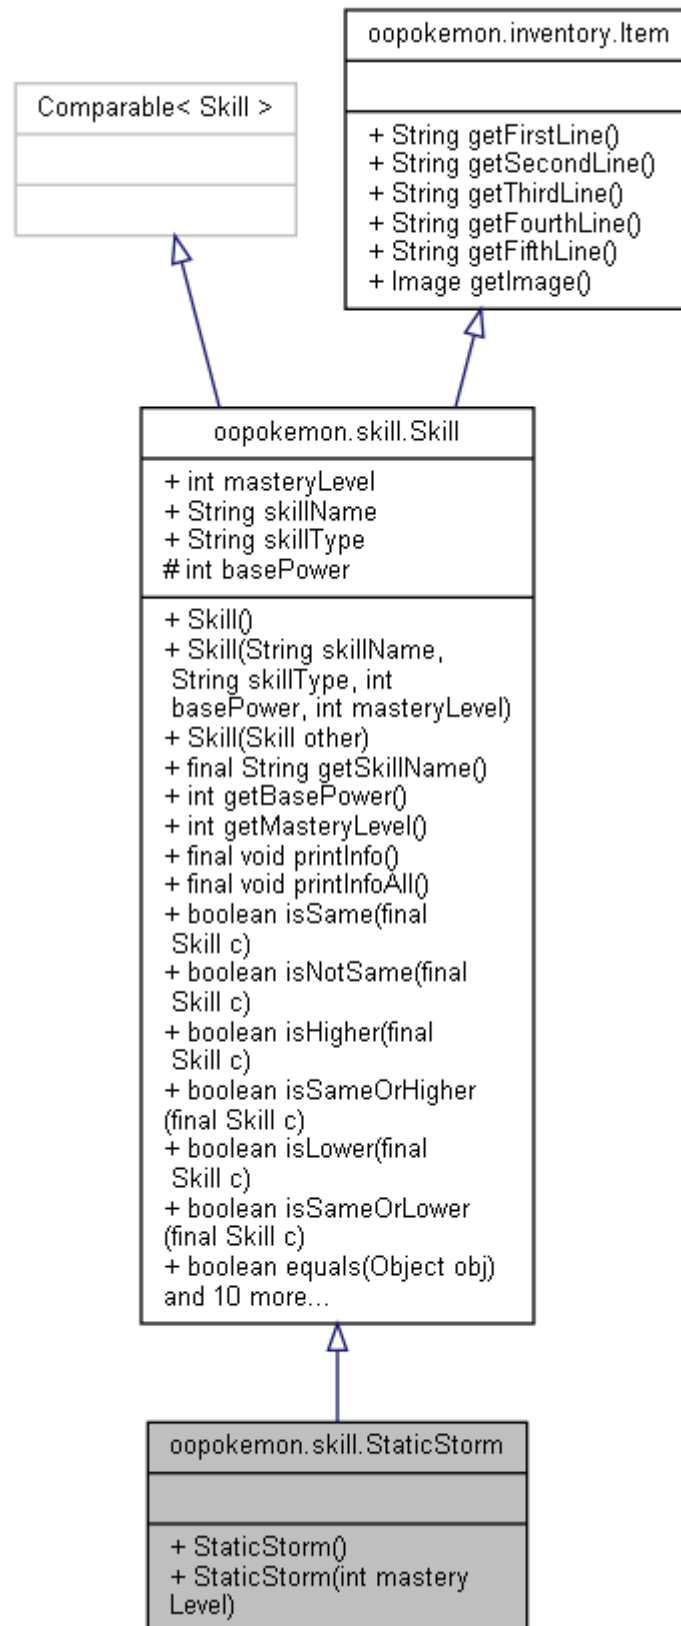 oopokemon.inventory.Item
+ String getFirstLine()
+ String getSecondLine()
+ String getThirdLine()
+ String getFourthLine()
+ String getFifthLine()
+ Image getImage()
Comparable< Skill >
oopokemon.skill.Skill
+ int masteryLevel
+ String skillName
+ String skillType
# int basePower
+ Skill()
+ Skill(String skillName,
String skillType, int
basePower, int masteryLevel)
+ Skill(Skill other)
+ final String getSkillName()
+ int getBasePower()
+ int getMasteryLevel()
+ final void printInfo()
+ final void printInfoAll()
+ boolean isSame(final
Skill c)
+ boolean isNotSame(final
Skill c)
+ boolean isHigher(final
Skill c)
+ boolean isSameOrHigher
(final Skill c)
+ boolean isLower(final
Skill c)
+ boolean isSameOrLower
(final Skill c)
+ boolean equals(Object obj)
and 10 more...
oopokemon.skill.StaticStorm
+ StaticStorm()
+ StaticStorm(int mastery
Level)